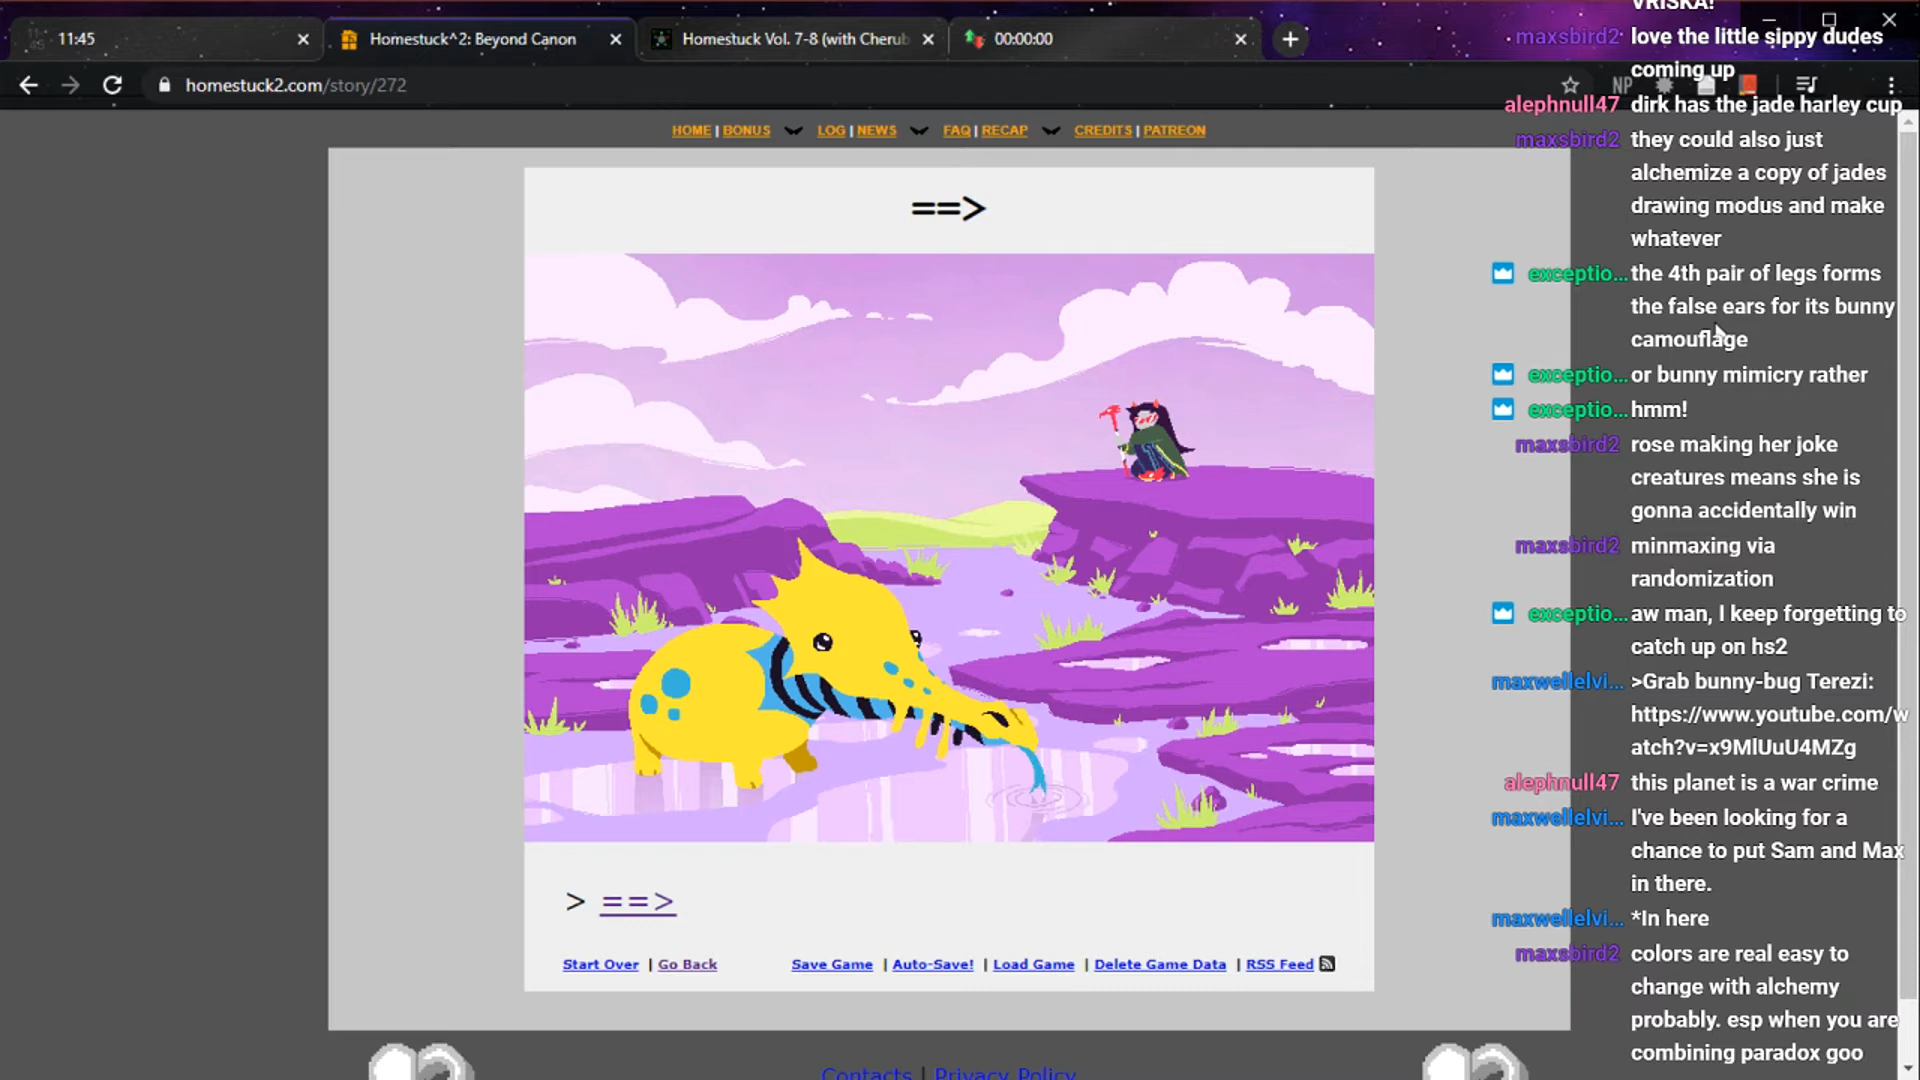 11:45
Homestuck^2: Beyond Canon
Homestuck Vol. 7-8 (with Cherub
00:00:00
homestuck2.com/story/272
NP
HOME | BONUS LOG | NEWS FAQ | RECAP CREDITS | PATREON
==>
> ==>
Start Over | Go Back Save Game | Auto-Save! | Load Game | Delete Game Data | RSS Feed
Contacts | Privacy Policy
VRISKA!
maxsbird2 love the little sippy dudes
coming up
alephnull47 dirk has the jade harley cup
maxsbird2 they could also just
alchemize a copy of jades
drawing modus and make
whatever
exceptio... the 4th pair of legs forms
the false ears for its bunny
camouflage
exceptio... or bunny mimicry rather
exceptio... hmm!
maxsbird2 rose making her joke
creatures means she is
gonna accidentally win
maxsbird2 minmaxing via
randomization
exceptio... aw man, I keep forgetting to
catch up on hs2
maxwellelvi... >Grab bunny-bug Terezi:
https://www.youtube.com/w
atch?v=x9MlUuU4MZg
alephnull47 this planet is a war crime
maxwellelvi... I've been looking for a
chance to put Sam and Max
in there.
maxwellelvi... *In here
maxsbird2 colors are real easy to
change with alchemy
probably. esp when you are
combining paradox goo